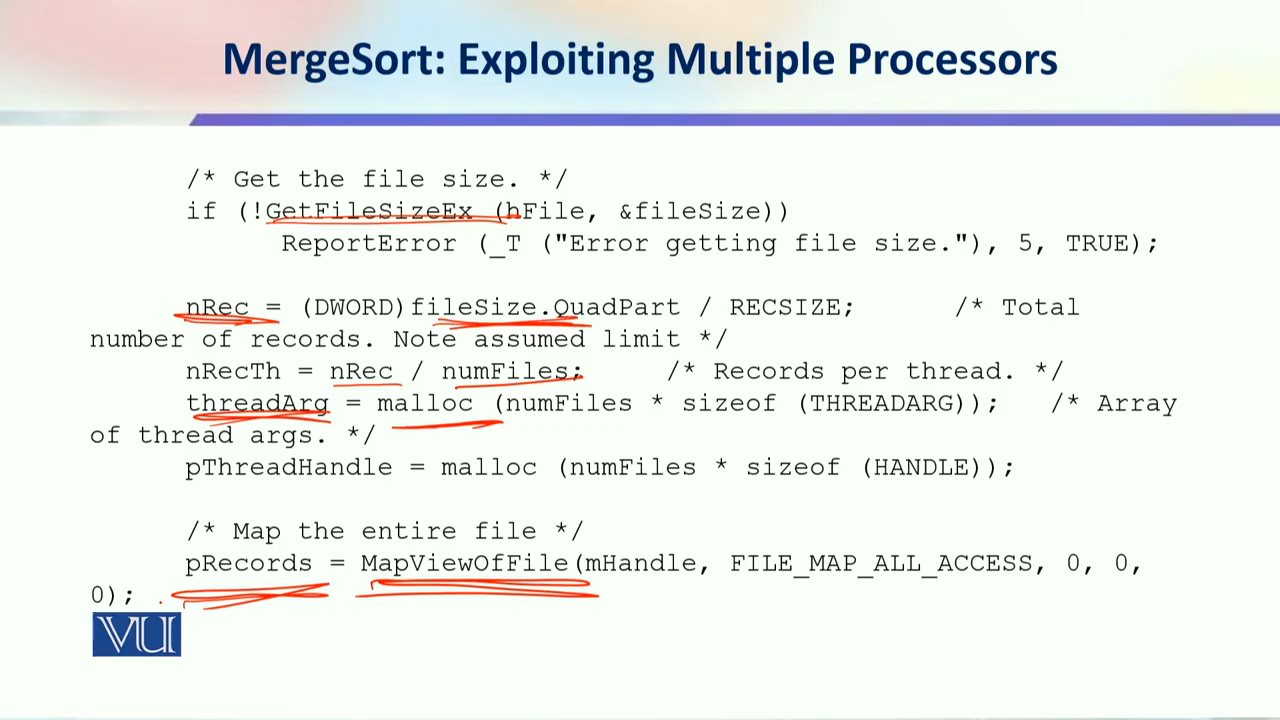 MergeSort: Exploiting Multiple Processors
/* Get the file size. */
if (!GetFileSizeEx (hFile, &fileSize))
ReportError (_T ("Error getting file size."), 5, TRUE);
nRec = (DWORD)fileSize.QuadPart / RECSIZE; /* Total
number of records. Note assumed limit */
nRecTh = nRec / numFiles; /* Records per thread. */
threadArg = malloc (numFiles * sizeof (THREADARG)); /* Array
of thread args. */
pThreadHandle = malloc (numFiles * sizeof (HANDLE));
/* Map the entire file */
pRecords = MapViewOfFile(mHandle, FILE_MAP_ALL_ACCESS, 0, 0,
0);
VU